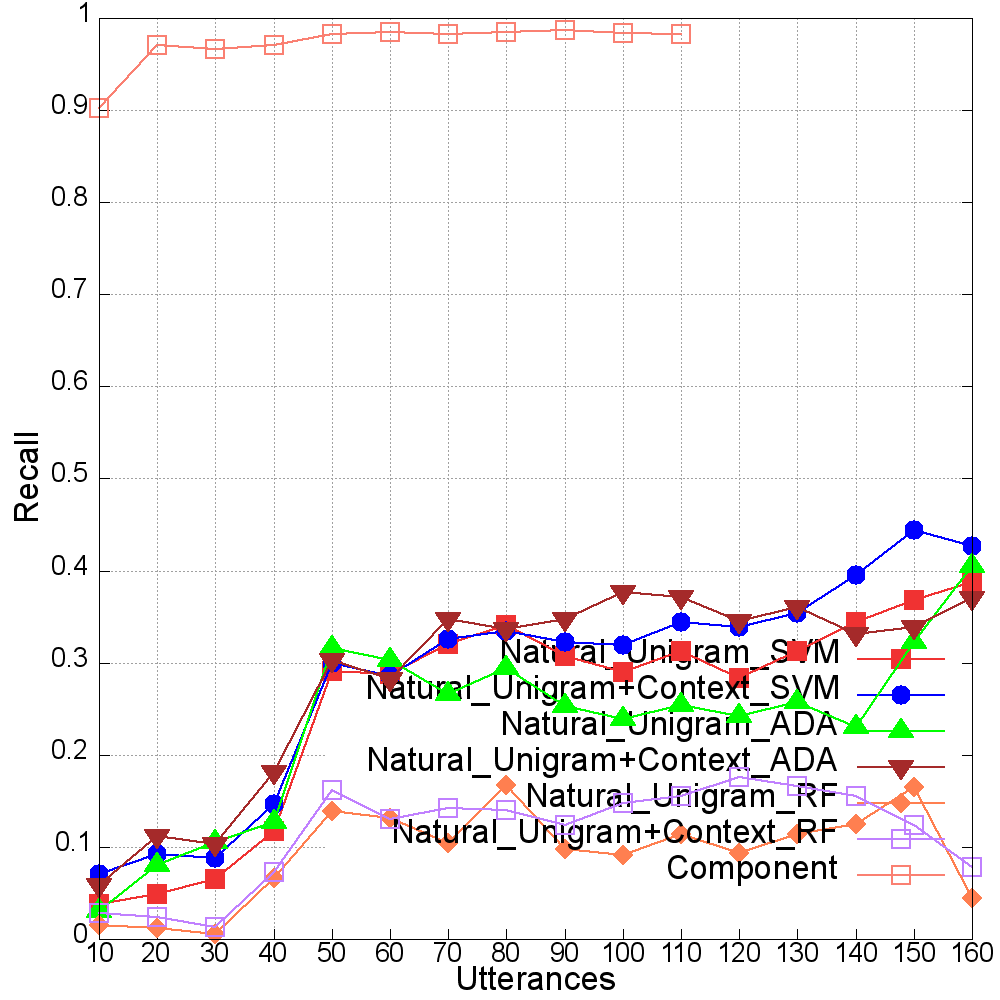 1
0.9
0.8
0.7
0.6
0.5
0.4
0.3
0.2
0.1
0
Recall
Natural_Unigram_SVM
Natural_Unigram+Context_SVM
Natural_Unigram_ADA
Natural_Unigram+Context_ADA
Natural_Unigram_RF
Natural_Unigram+Context_RF
Component
10 20 30 40 50 60 70 80 90 100 110 120 130 140 150 160
Utterances